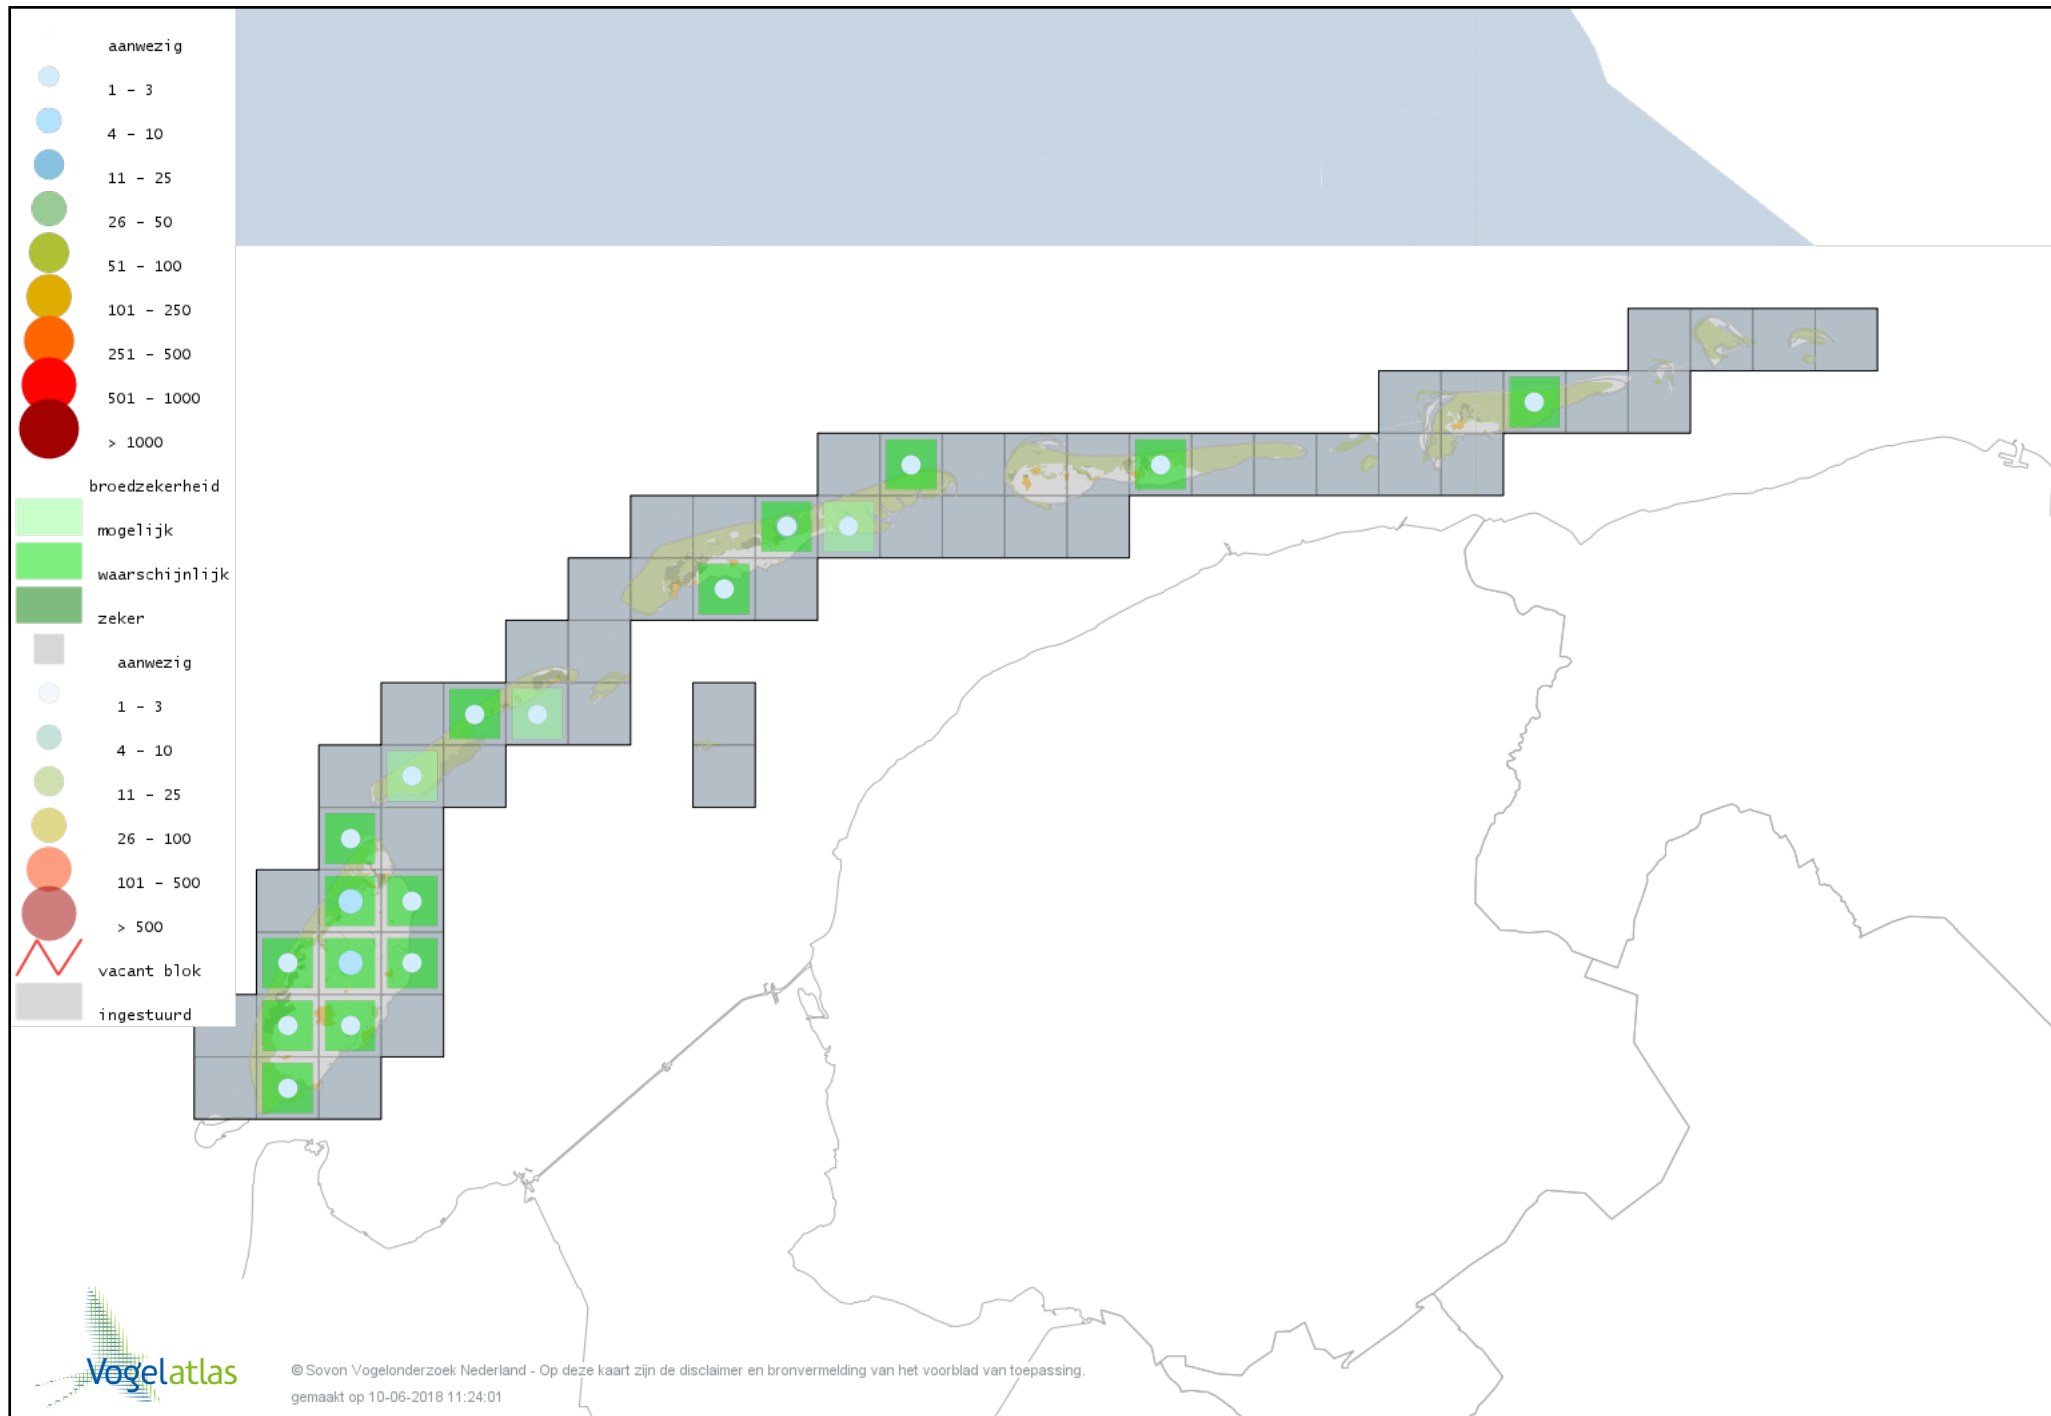 aanwezig
1 - 3
4 - 10
11 - 25
26 - 50
51 - 100
101 - 250
251 - 500
501 - 1000
> 1000
broedzekerheid
mogelijk
waarschijnlijk
zeker
aanwezig
1 - 3
4 - 10
11 - 25
26 - 100
101 - 500
> 500
vacant blok
ingestuurd
Vogelatlas
© Sovon Vogelonderzoek Nederland - Op deze kaart zijn de disclaimer en bronvermelding van het voorblad van toepassing.
gemaakt op 10-06-2018 11:24:01